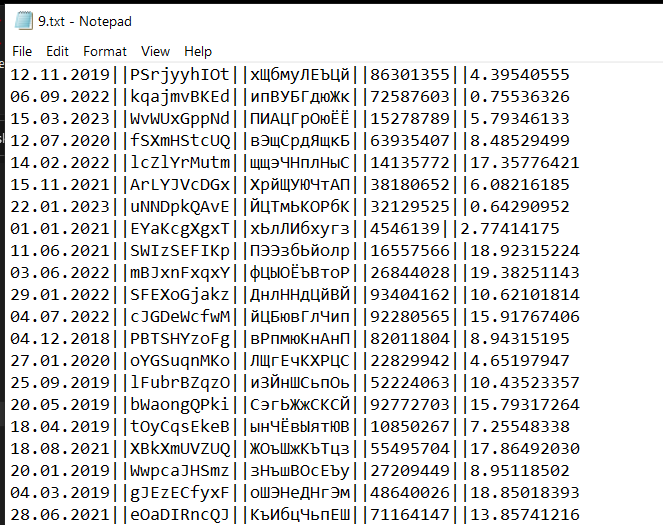 9.txt - Notepad
File Edit Format View Help
12.11.2019||PSrjyyhIOt||хЩбмуЛЕЪЦй||86301355||4.39540555
06.09.2022||kqajmvBKEd||ипВУБГдюЖк||72587603||0.75536326
15.03.2023||WvWUxGppNd||ПИАЦГрОюЁЁ||15278789||5.79346133
12.07.2020||fSXmHStcUQ||вЭщСрдЯщкБ||63935407||8.48529499
14.02.2022||lcZlYrMutm||щщэЧНплНыС||14135772||17.35776421
15.11.2021||ArLYJVcDGx||ХрйЩУЮЧтАП||38180652||6.08216185
22.01.2023||uNNDpkQAvE||йЦТмЬКОРбК||32129525||0.64290952
01.01.2021||EYaKcgXgxT||хЬлЛИбхугз||4546139||2.77414175
11.06.2021||SWIzSEFIKp||ПЭЭзбЬйолр||16557566||18.92315224
03.06.2022||mBJxnFxqxY||фЦЫОЁЪВтоР||26844028||19.38251143
29.01.2022||SFEXoGjakz||ДнлННдЦйВЙ||93404162||10.62101814
04.07.2022||cJGDeWcfwM||йЦБювГлЧип||92280565||15.91767406
04.12.2018||PBTSHYzoFg||вРпмюКнАнП||82011804||8.94315195
27.01.2020||oYGSuqnMKo||ЛЩгЕчКХРЦС||22829942||4.65197947
25.09.2019||lFubrBZqzO||иЗЙнШСьпОь||52224063||10.43523357
20.05.2019||bWaongQPki||СэгЬЖжСКСЙ||92772703||15.79317264
18.04.2019||tOyCqsEkeB||ынЧЁвЫятЮВ||10850267||7.25548338
18.08.2021||XBkXmUVZUQ||ЖОъШжКЪТцз||55495704||17.86492030
20.01.2019||WwpcaJHSmz||зНъшВОсЕЪу||27209449||8.95118502
04.03.2019||gJEzECfyxF||оШЭНеДНгЭм||48640026||18.85018393
28.06.2021||eOaDIRncQJ||КъИбцЧьпЕШ||71164147||13.85741216